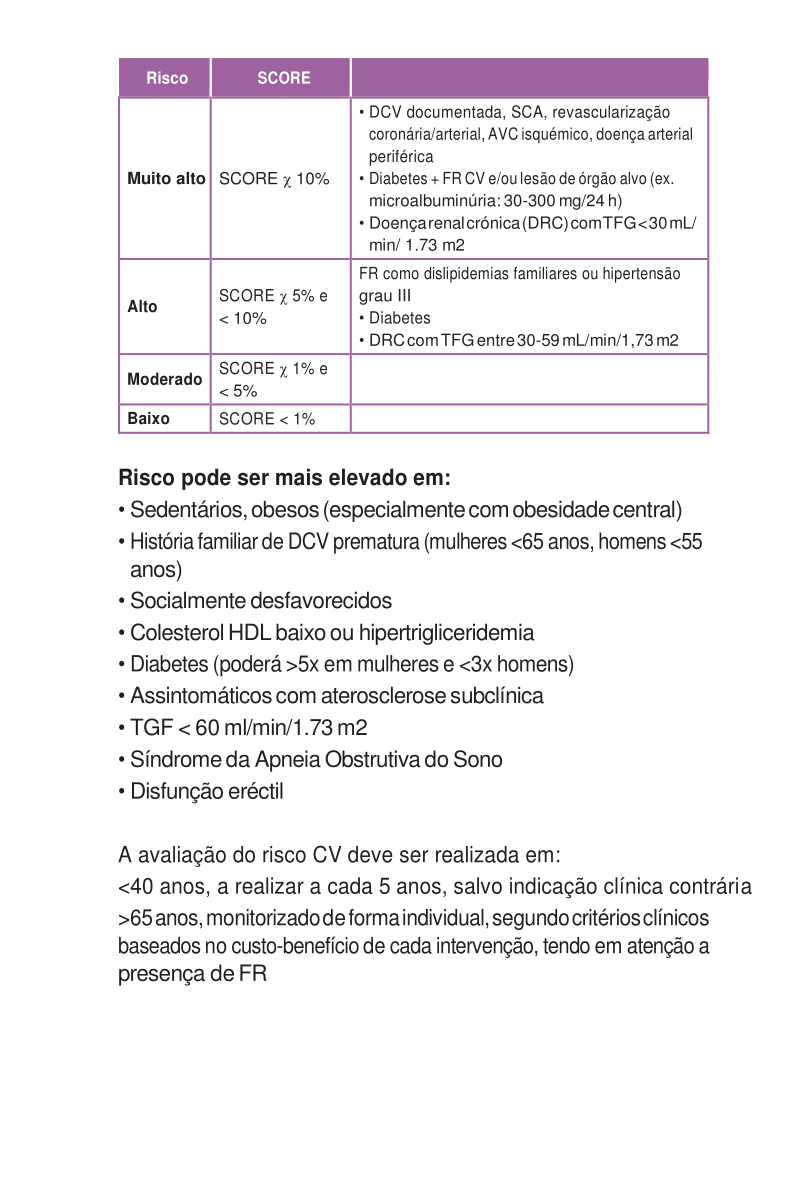 Risco SCORE
Muito alto
SCORE χ 10%
• DCV documentada, SCA, revascularização
coronária/arterial, AVC isquémico, doença arterial
periférica
• Diabetes + FR CV e/ou lesão de órgão alvo (ex.
microalbuminúria: 30-300 mg/24 h)
• Doença renal crónica (DRC) com TFG < 30 mL/
min/ 1.73 m2
Alto
SCORE χ 5% e
< 10%
FR como dislipidemias familiares ou hipertensão
grau III
• Diabetes
• DRC com TFG entre 30-59 mL/min/1,73 m2
Moderado
SCORE χ 1% e
< 5%
Baixo
SCORE < 1%
Risco pode ser mais elevado em:
• Sedentários, obesos (especialmente com obesidade central)
• História familiar de DCV prematura (mulheres <65 anos, homens <55
anos)
• Socialmente desfavorecidos
• Colesterol HDL baixo ou hipertrigliceridemia
• Diabetes (poderá >5x em mulheres e <3x homens)
• Assintomáticos com aterosclerose subclínica
• TGF < 60 ml/min/1.73 m2
• Síndrome da Apneia Obstrutiva do Sono
• Disfunção eréctil
A avaliação do risco CV deve ser realizada em:
<40 anos, a realizar a cada 5 anos, salvo indicação clínica contrária
>65 anos, monitorizado de forma individual, segundo critérios clínicos
baseados no custo-benefício de cada intervenção, tendo em atenção a
presença de FR